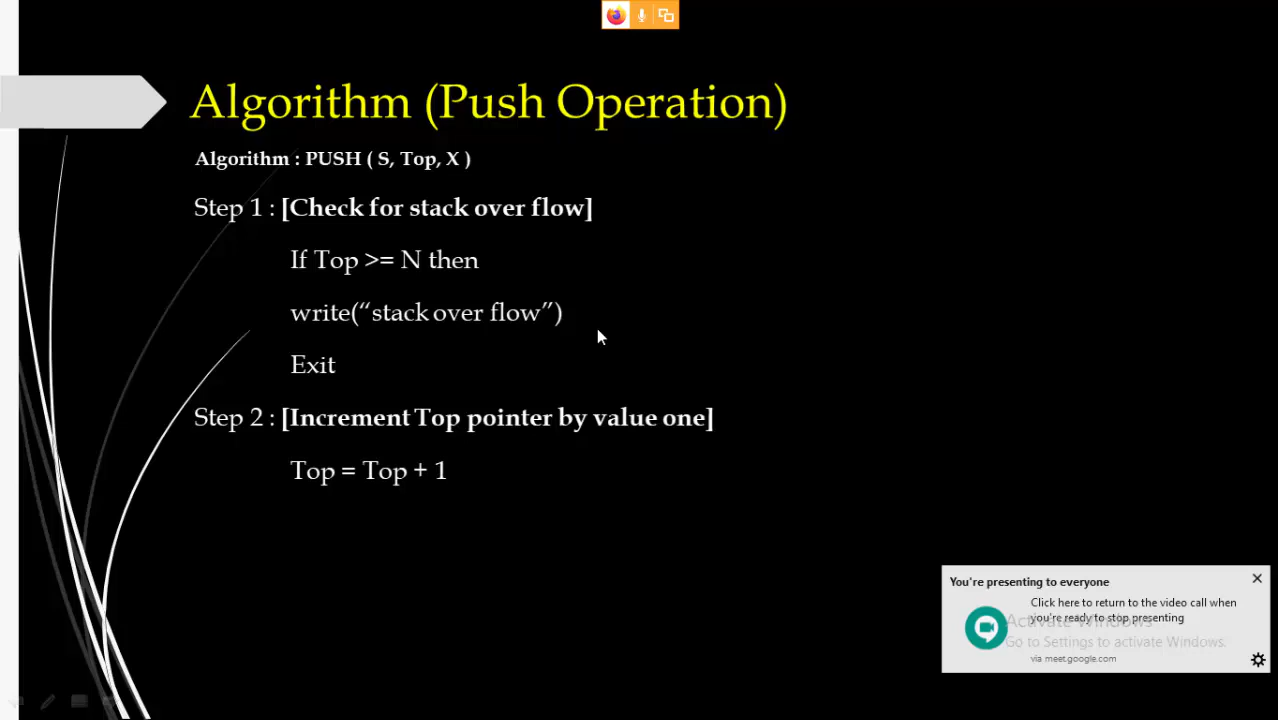 Algorithm (Push Operation)
Algorithm : PUSH ( S, Top, X )
Step 1 : [Check for stack over flow]
If Top >= N then
write(“stack over flow”)
Exit
Step 2 : [Increment Top pointer by value one]
Top = Top + 1
You're presenting to everyone
Click here to return to the video call when
you're ready to stop presenting
Activate Windows
Go to Settings to activate Windows.
via meet.google.com